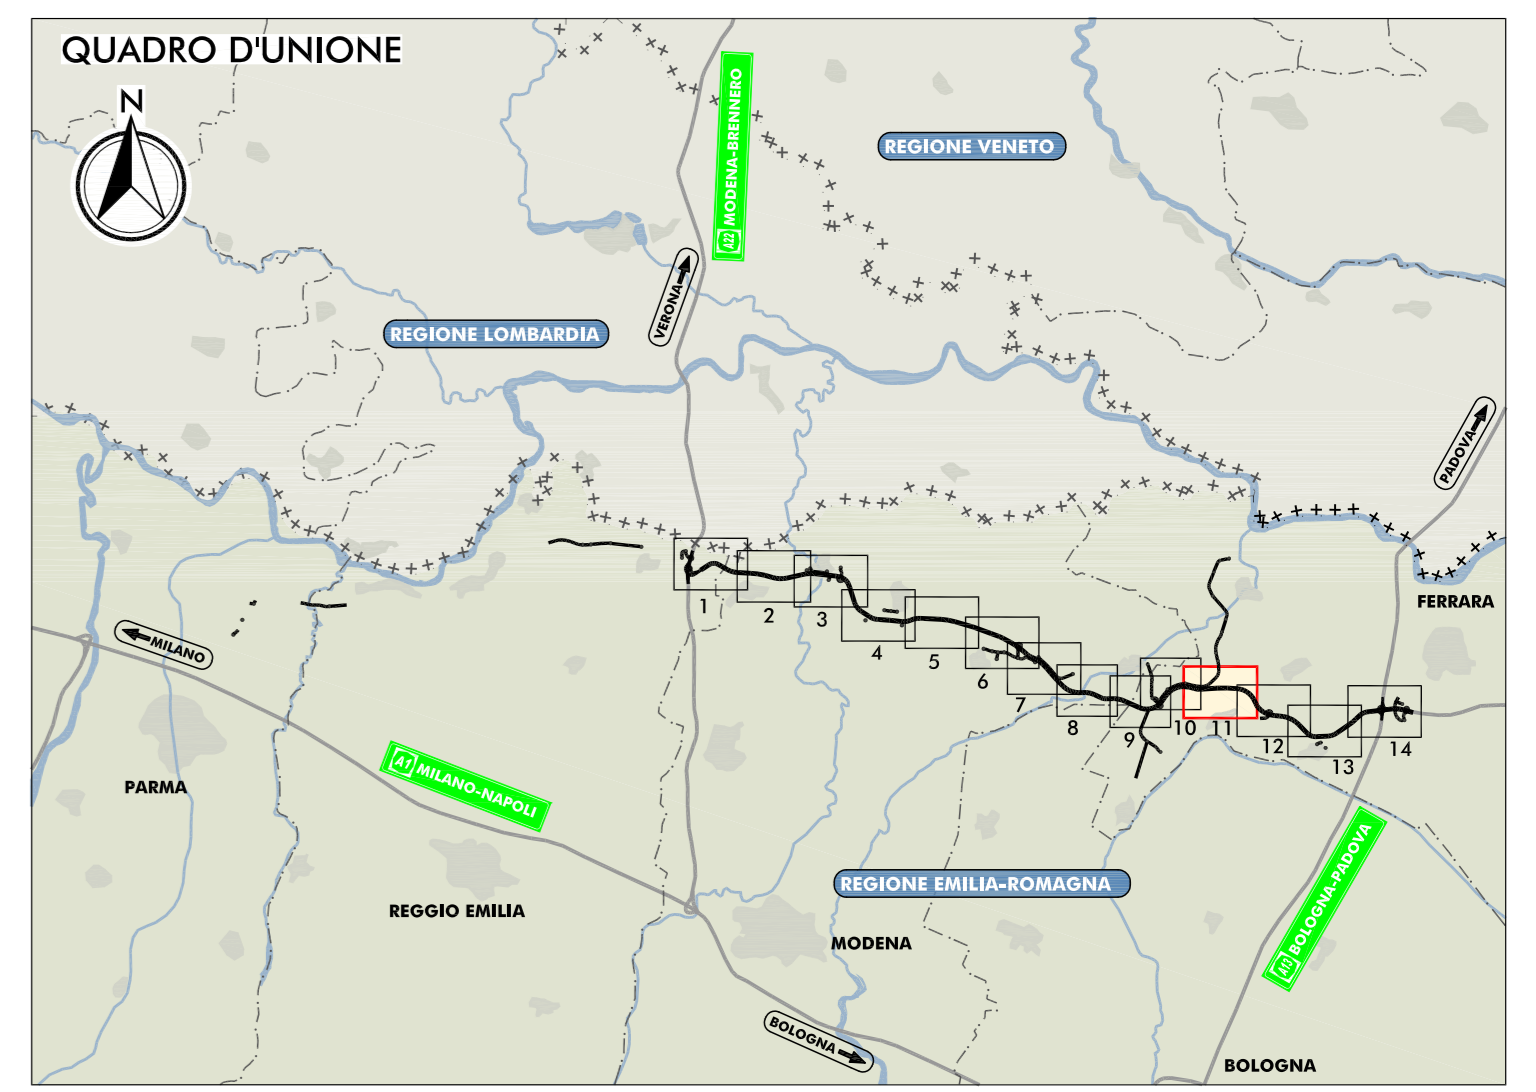 QUADRO D'UNIONE
N
A22 MODENA-BRENNERO
REGIONE VENETO
VERONA
REGIONE LOMBARDIA
PADOVA
FERRARA
MILANO
1
2
3
4
5
6
7
8
9
10
11
12
13
14
PARMA
A1 MILANO-NAPOLI
A13 BOLOGNA-PADOVA
REGIONE EMILIA-ROMAGNA
REGGIO EMILIA
MODENA
BOLOGNA
BOLOGNA